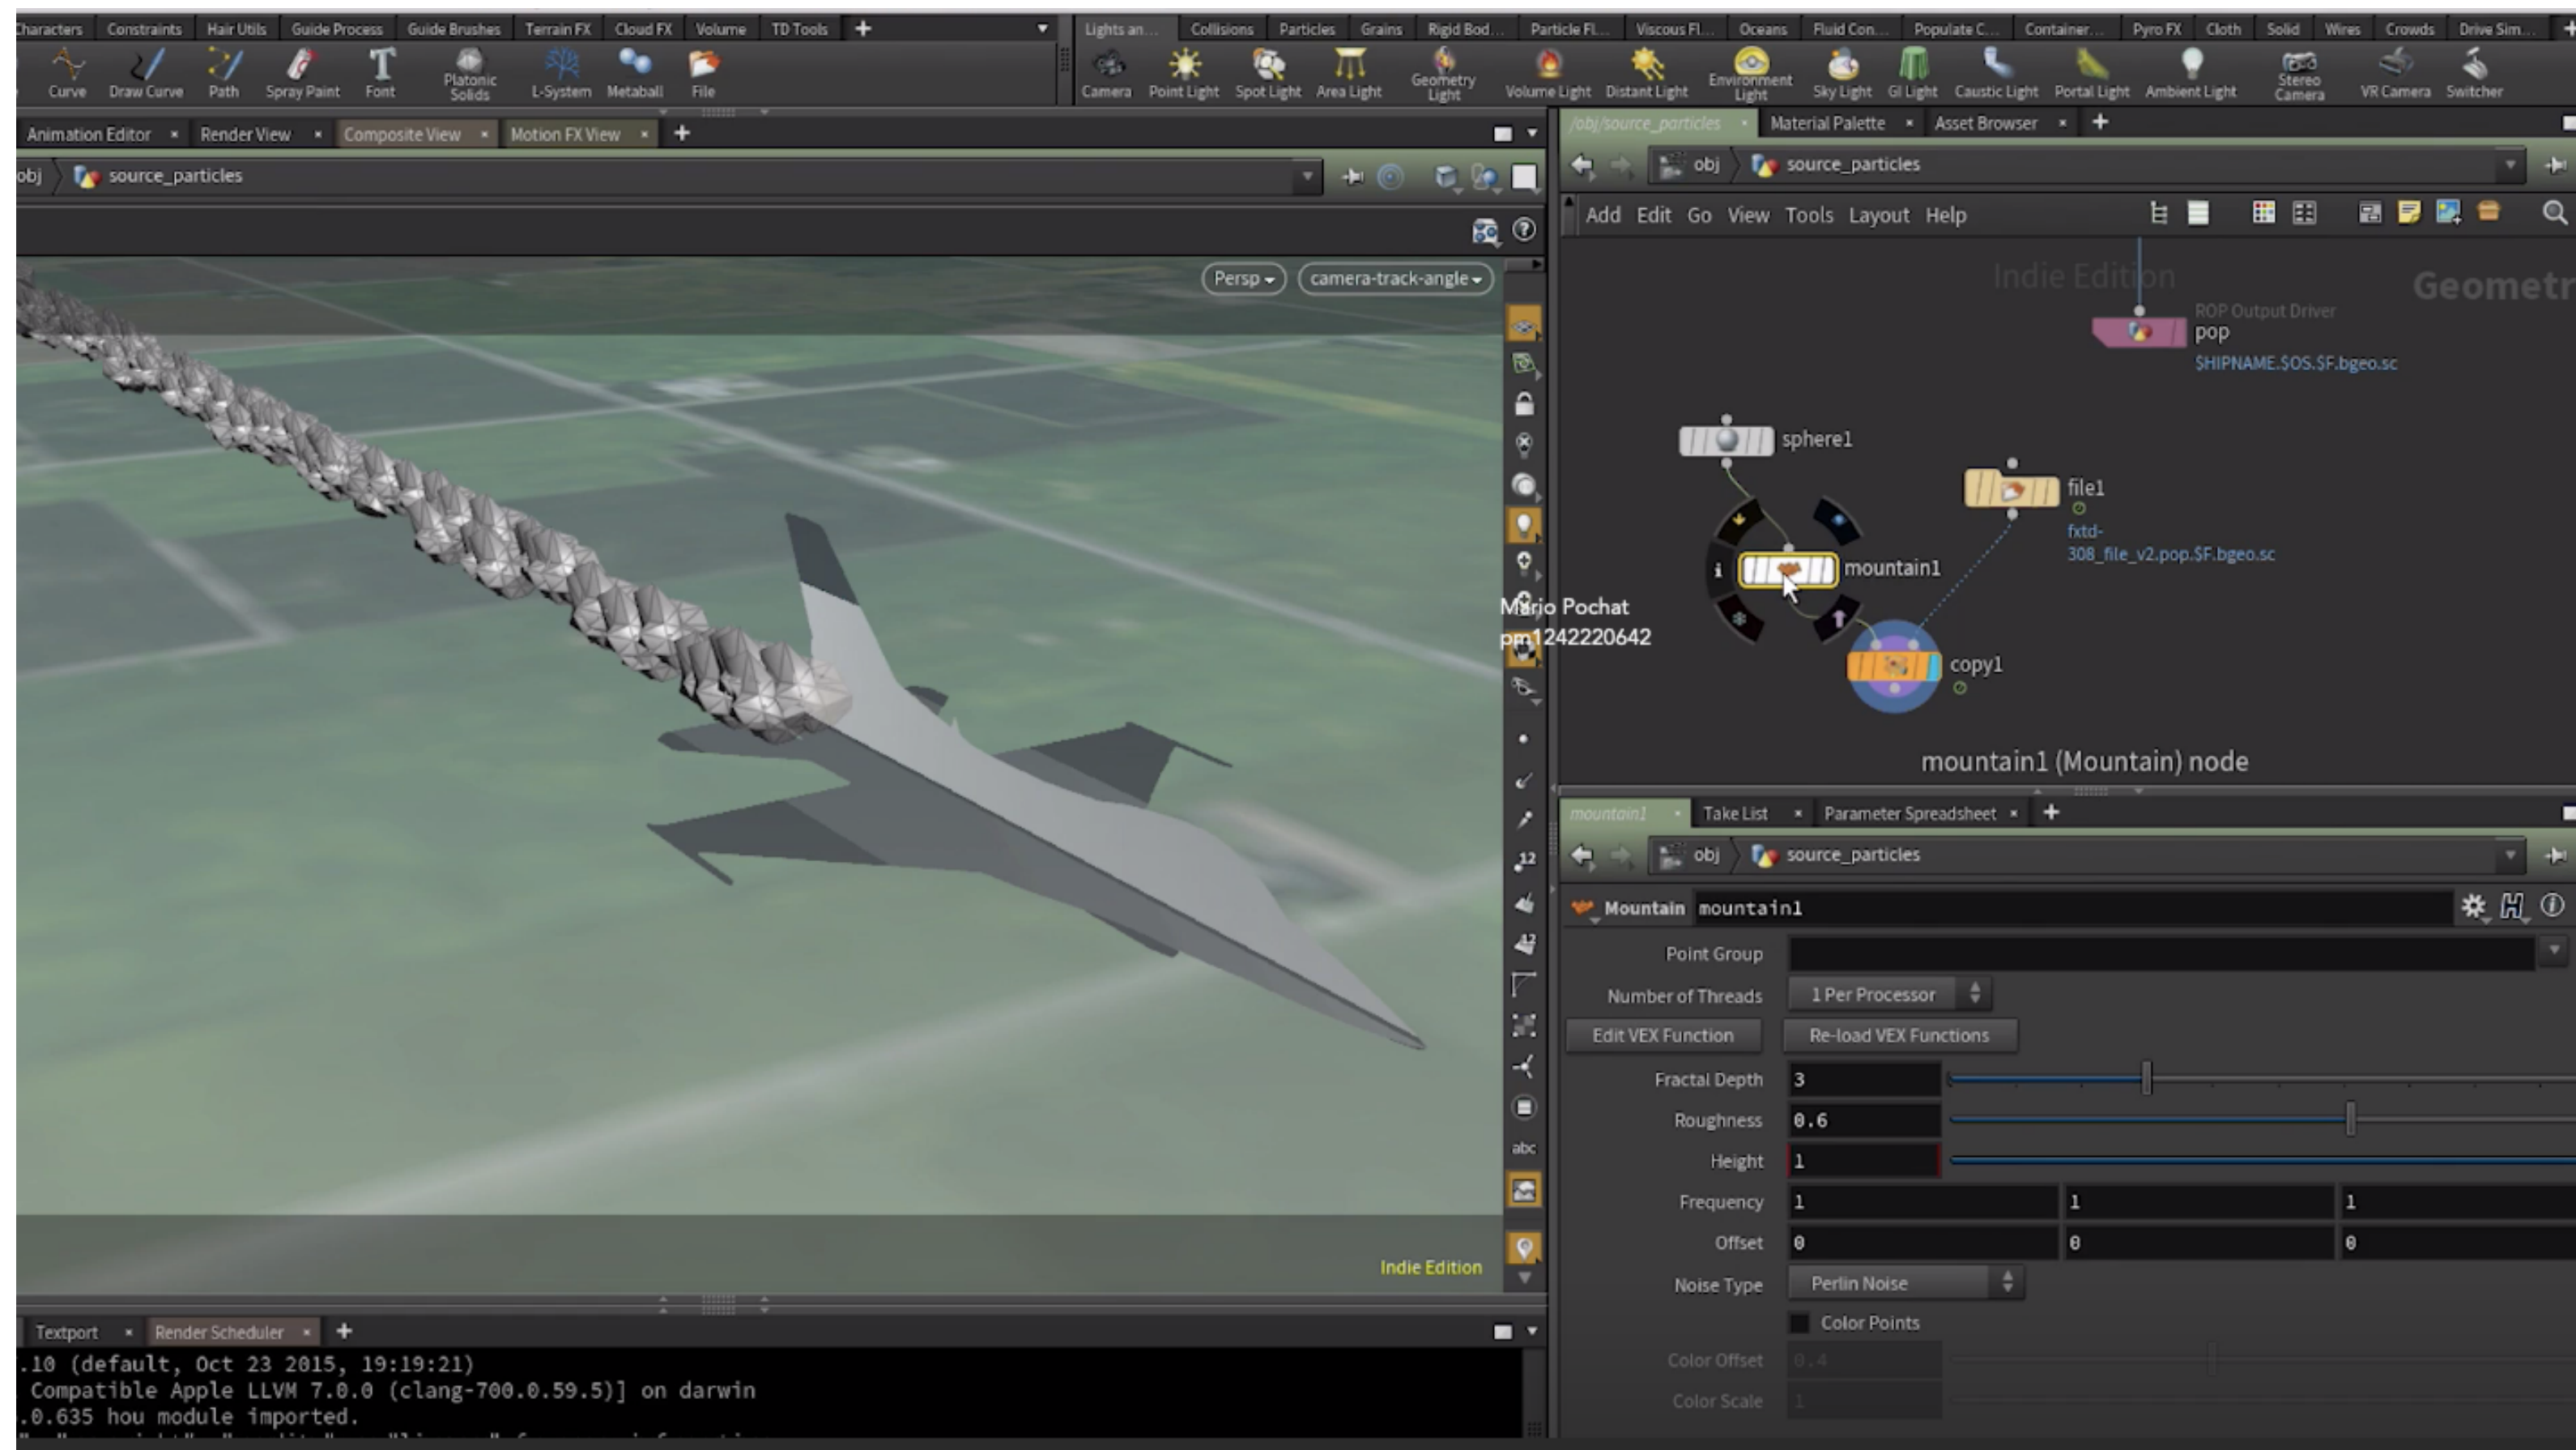 Characters Constraints Hair Utils Guide Process Guide Brushes Terrain FX Cloud FX Volume TD Tools
Lights an... Collisions Particles Grains Rigid Bod... Particle Fl... Viscous Fl... Oceans Fluid Con... Populate C... Container... Pyro FX Cloth Solid Wires Crowds Drive Sim...
Curve Draw Curve Path Spray Paint Font Platonic Solids L-System Metaball File
Camera Point Light Spot Light Area Light Geometry Light Volume Light Distant Light Environment Light Sky Light GI Light Caustic Light Portal Light Ambient Light Stereo Camera VR Camera Switcher
Animation Editor Render View Composite View Motion FX View
obj source_particles
Persp camera-track-angle
Indie Edition
/obj/source_particles Material Palette Asset Browser
obj source_particles
Add Edit Go View Tools Layout Help
Indie Edition
Geometr
ROP Output Driver
pop
$HIPNAME.$OS.$F.bgeo.sc
sphere1
file1
fxtd-
308_file_v2.pop.$F.bgeo.sc
mountain1
Mario Pochat
pm1242220642
copy1
mountain1 (Mountain) node
12
12
abc
mountain1 Take List Parameter Spreadsheet
obj source_particles
Mountain mountain1
Point Group
Number of Threads 1 Per Processor
Edit VEX Function Re-load VEX Functions
Fractal Depth 3
Roughness 0.6
Height 1
Frequency 1 1 1
Offset 0 0 0
Noise Type Perlin Noise
Color Points
Color Offset 0.4
Color Scale 1
Textport Render Scheduler
.10 (default, Oct 23 2015, 19:19:21)
Compatible Apple LLVM 7.0.0 (clang-700.0.59.5)] on darwin
.0.635 hou module imported.